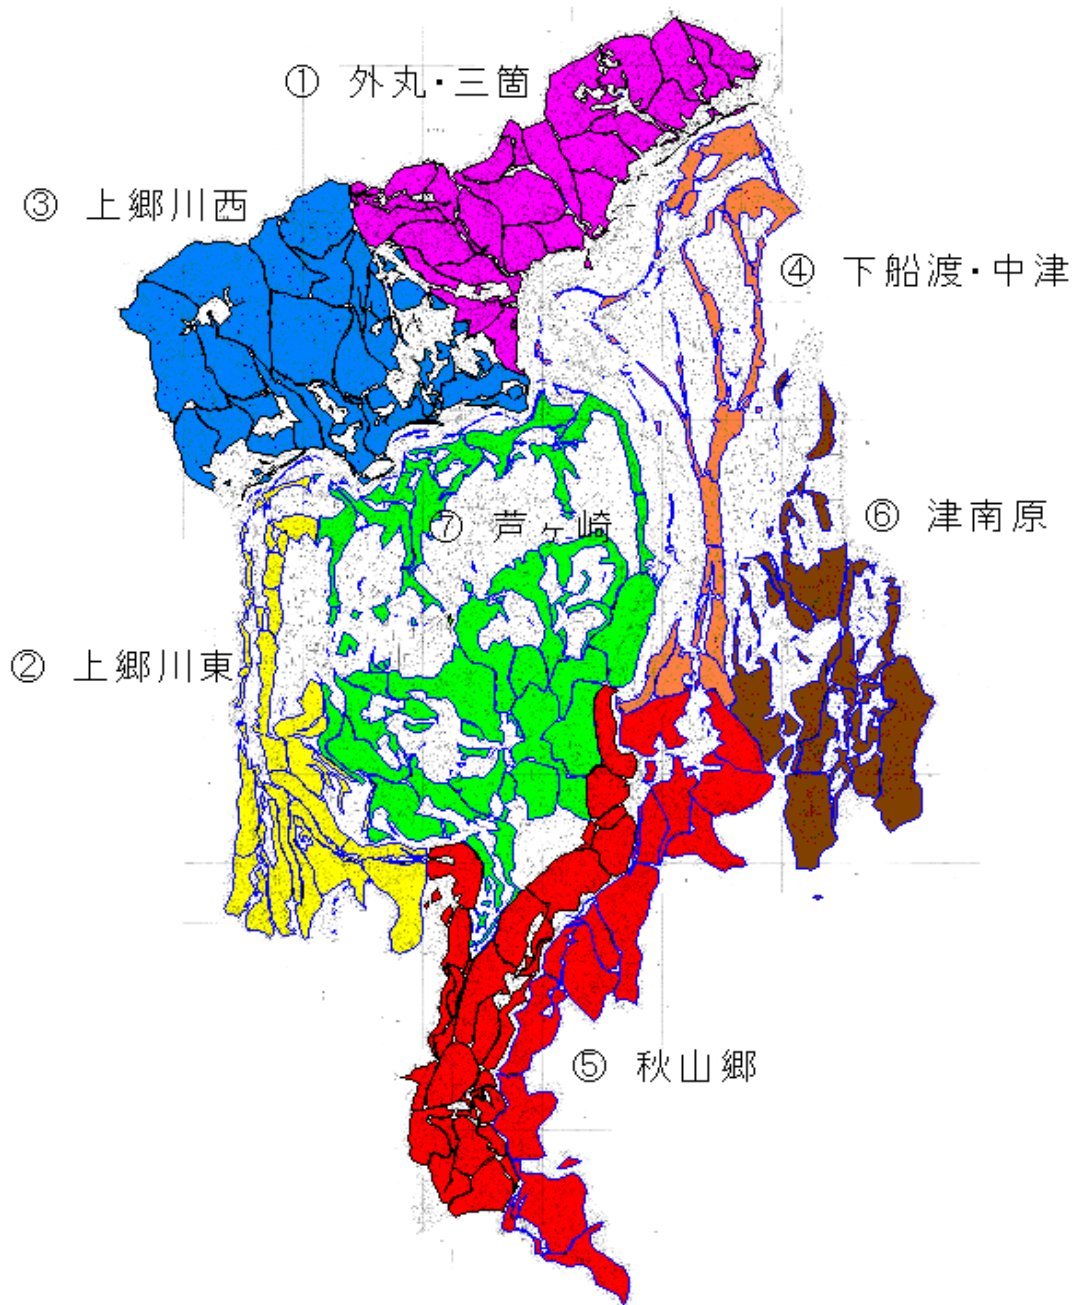 ① 外丸・三箇
③ 上郷川西
④ 下船渡・中津
⑥ 津南原
⑦ 芦ヶ崎
② 上郷川東
⑤ 秋山郷